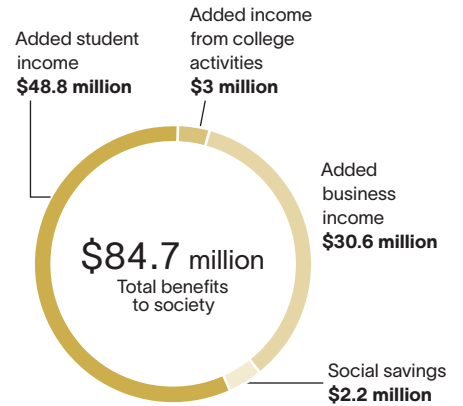 Added student
income
$48.8 million
Added income
from college
activities
$3 million
Added
business
income
$30.6 million
$84.7 million
Total benefits
to society
Social savings
$2.2 million